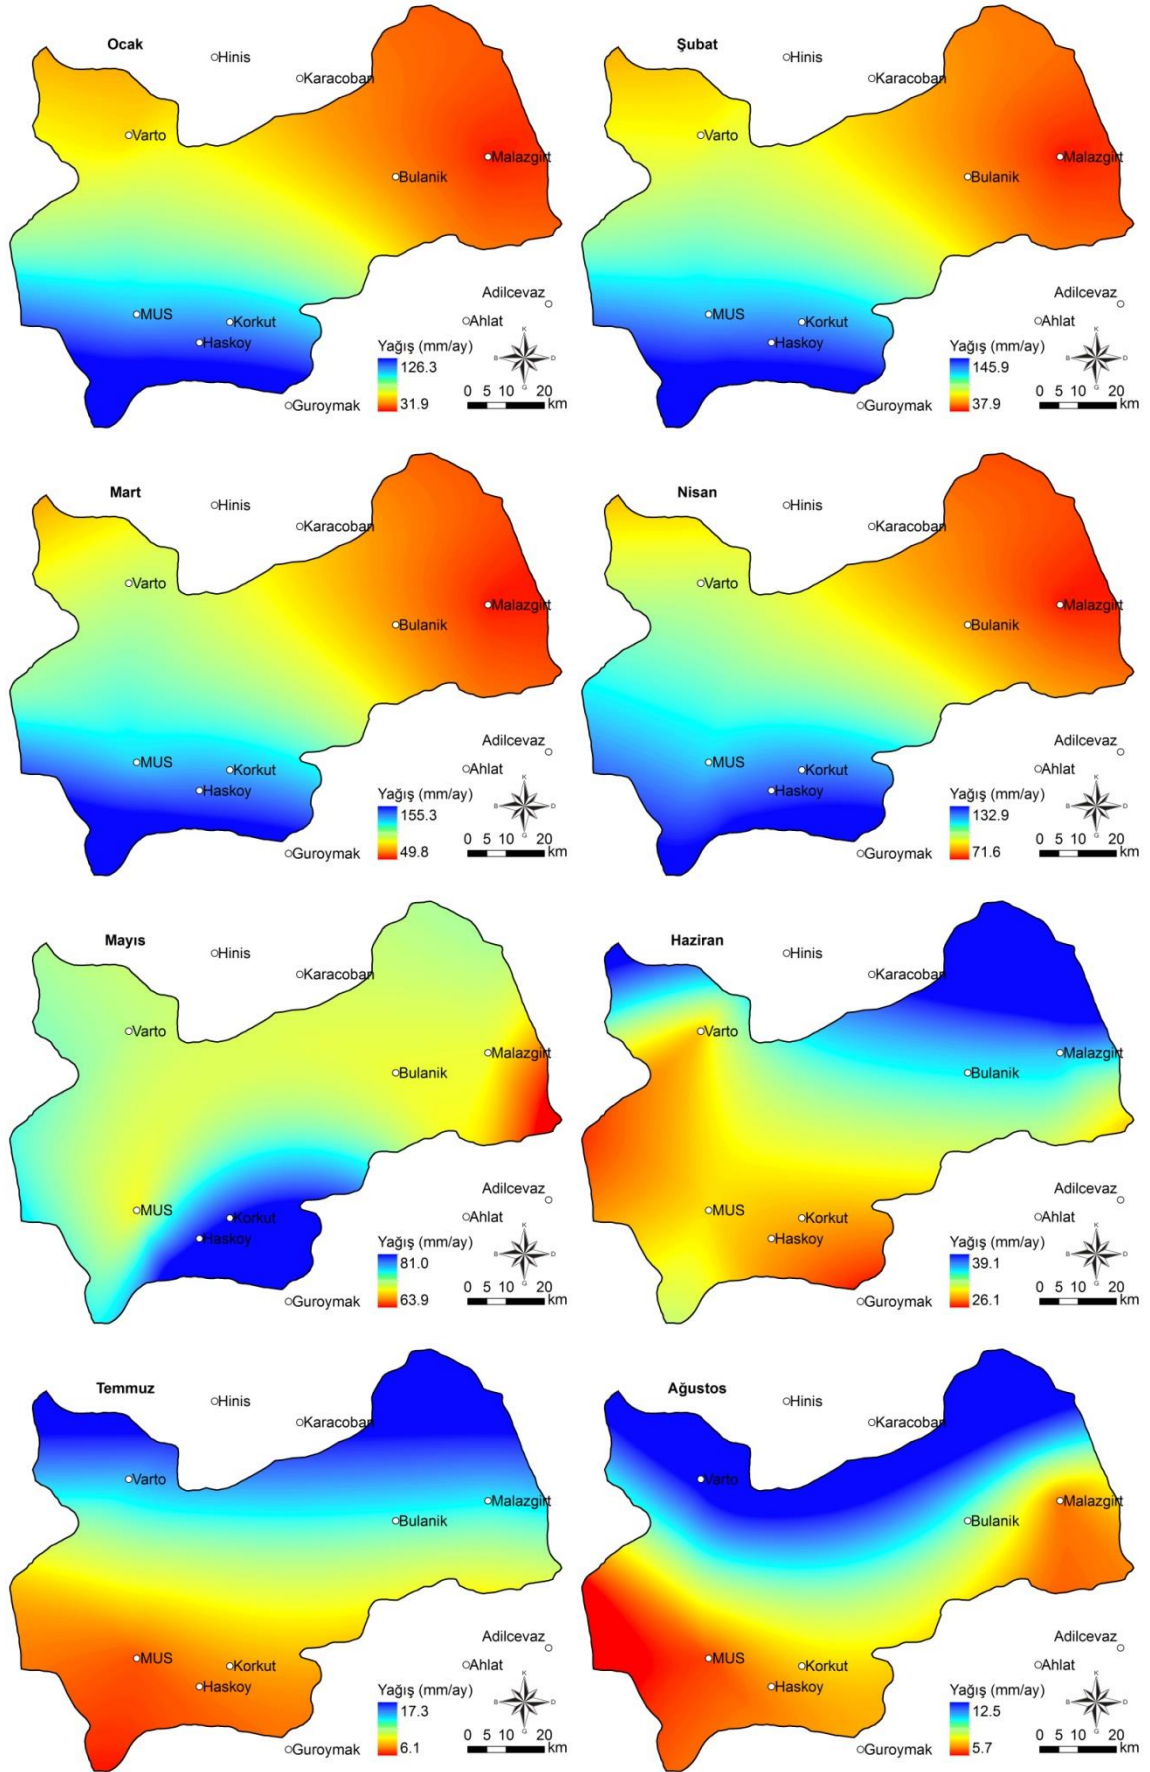 Ocak
Hinis
Karacoban
Varto
Malazgirt
Bulanik
Adilcevaz
MUS
Korkut
Ahlat
Haskoy
Yağış (mm/ay)
126.3
31.9
K
B
D
G
0 5 10 20
km
Guroymak
Şubat
Hinis
Karacoban
Varto
Malazgirt
Bulanik
Adilcevaz
MUS
Korkut
Ahlat
Haskoy
Yağış (mm/ay)
145.9
37.9
K
B
D
G
0 5 10 20
km
Guroymak
Mart
Hinis
Karacoban
Varto
Malazgirt
Bulanik
Adilcevaz
MUS
Korkut
Ahlat
Haskoy
Yağış (mm/ay)
155.3
49.8
K
B
D
G
0 5 10 20
km
Guroymak
Nisan
Hinis
Karacoban
Varto
Malazgirt
Bulanik
Adilcevaz
MUS
Korkut
Ahlat
Haskoy
Yağış (mm/ay)
132.9
71.6
K
B
D
G
0 5 10 20
km
Guroymak
Mayıs
Hinis
Karacoban
Varto
Malazgirt
Bulanik
Adilcevaz
MUS
Korkut
Ahlat
Haskoy
Yağış (mm/ay)
81.0
63.9
K
B
D
G
0 5 10 20
km
Guroymak
Haziran
Hinis
Karacoban
Varto
Malazgirt
Bulanik
Adilcevaz
MUS
Korkut
Ahlat
Haskoy
Yağış (mm/ay)
39.1
26.1
K
B
D
G
0 5 10 20
km
Guroymak
Temmuz
Hinis
Karacoban
Varto
Malazgirt
Bulanik
Adilcevaz
MUS
Korkut
Ahlat
Haskoy
Yağış (mm/ay)
17.3
6.1
K
B
D
G
0 5 10 20
km
Guroymak
Ağustos
Hinis
Karacoban
Varto
Malazgirt
Bulanik
Adilcevaz
MUS
Korkut
Ahlat
Haskoy
Yağış (mm/ay)
12.5
5.7
K
B
D
G
0 5 10 20
km
Guroymak